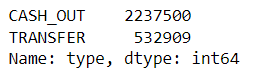 CASH_OUT    2237500
TRANSFER     532909
Name: type, dtype: int64